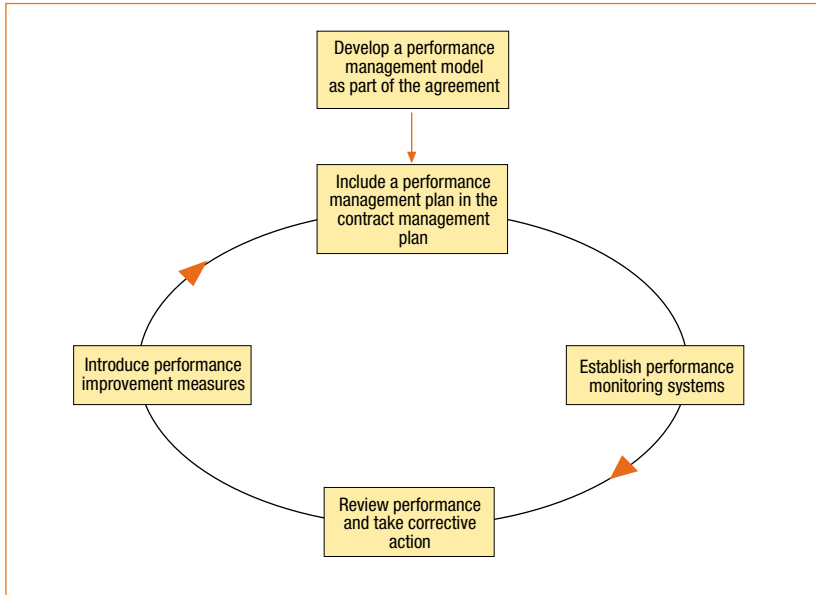 Develop a performance
management model
as part of the agreement
Include a performance
management plan in the
contract management
plan
Establish performance
monitoring systems
Review performance
and take corrective
action
Introduce performance
improvement measures